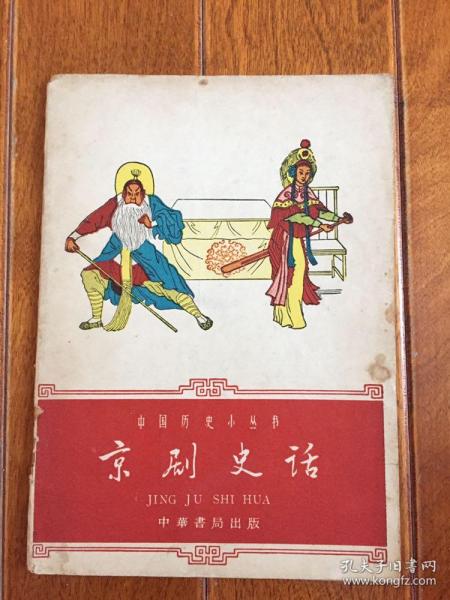 中国历史小丛书
京剧史话
JING JU SHI HUA
中華書局出版
孔夫子旧书网
www.kongfz.com